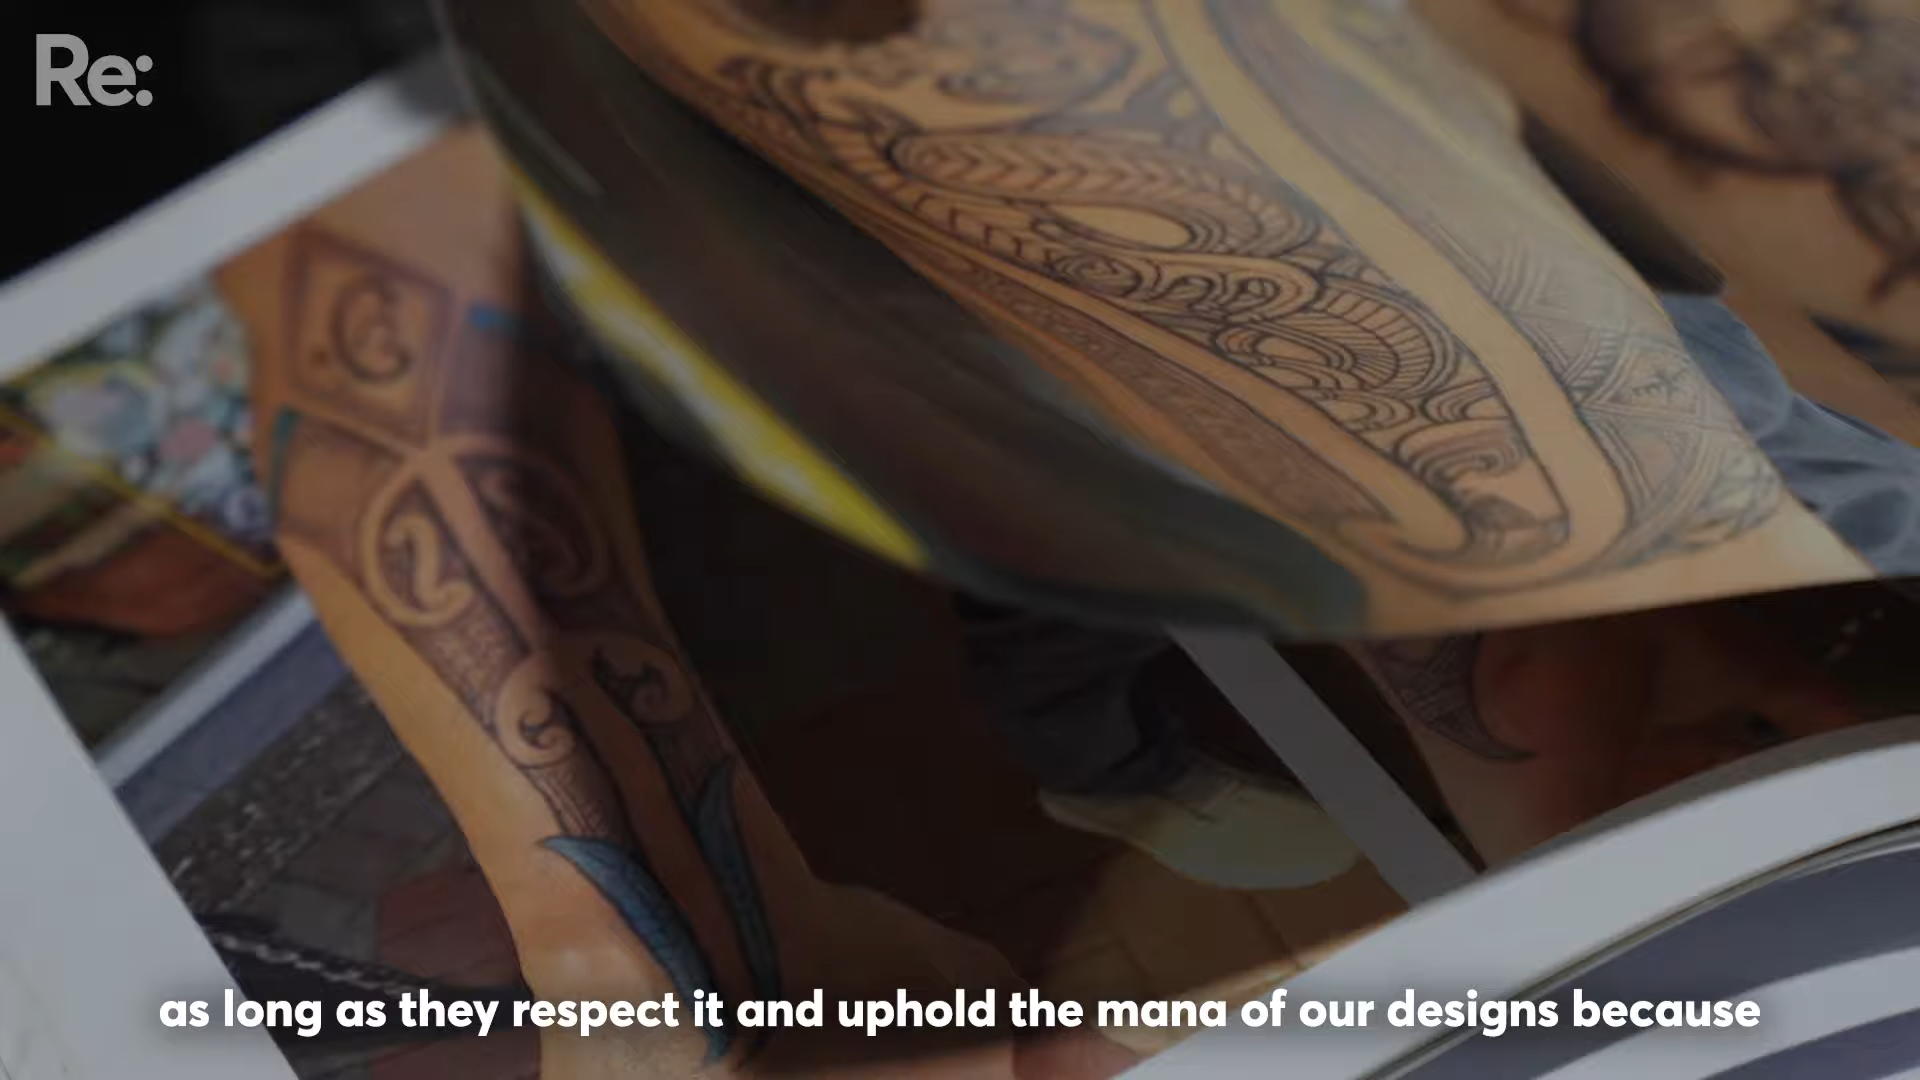 Re:
as long as they respect it and uphold the mana of our designs because